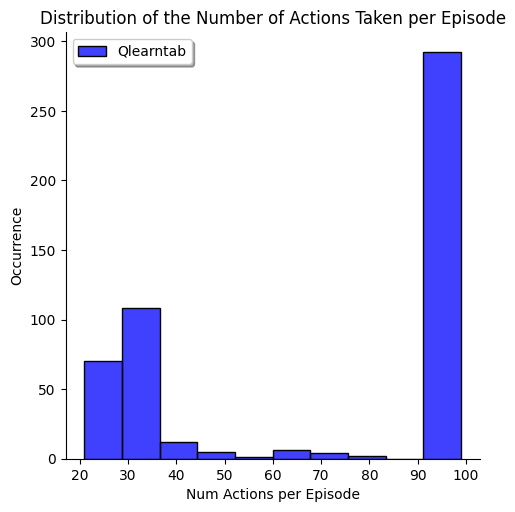 Distribution of the Number of Actions Taken per Episode
Qlearntab
300
250
200
150
100
50
0
Occurrence
20 30 40 50 60 70 80 90 100
Num Actions per Episode